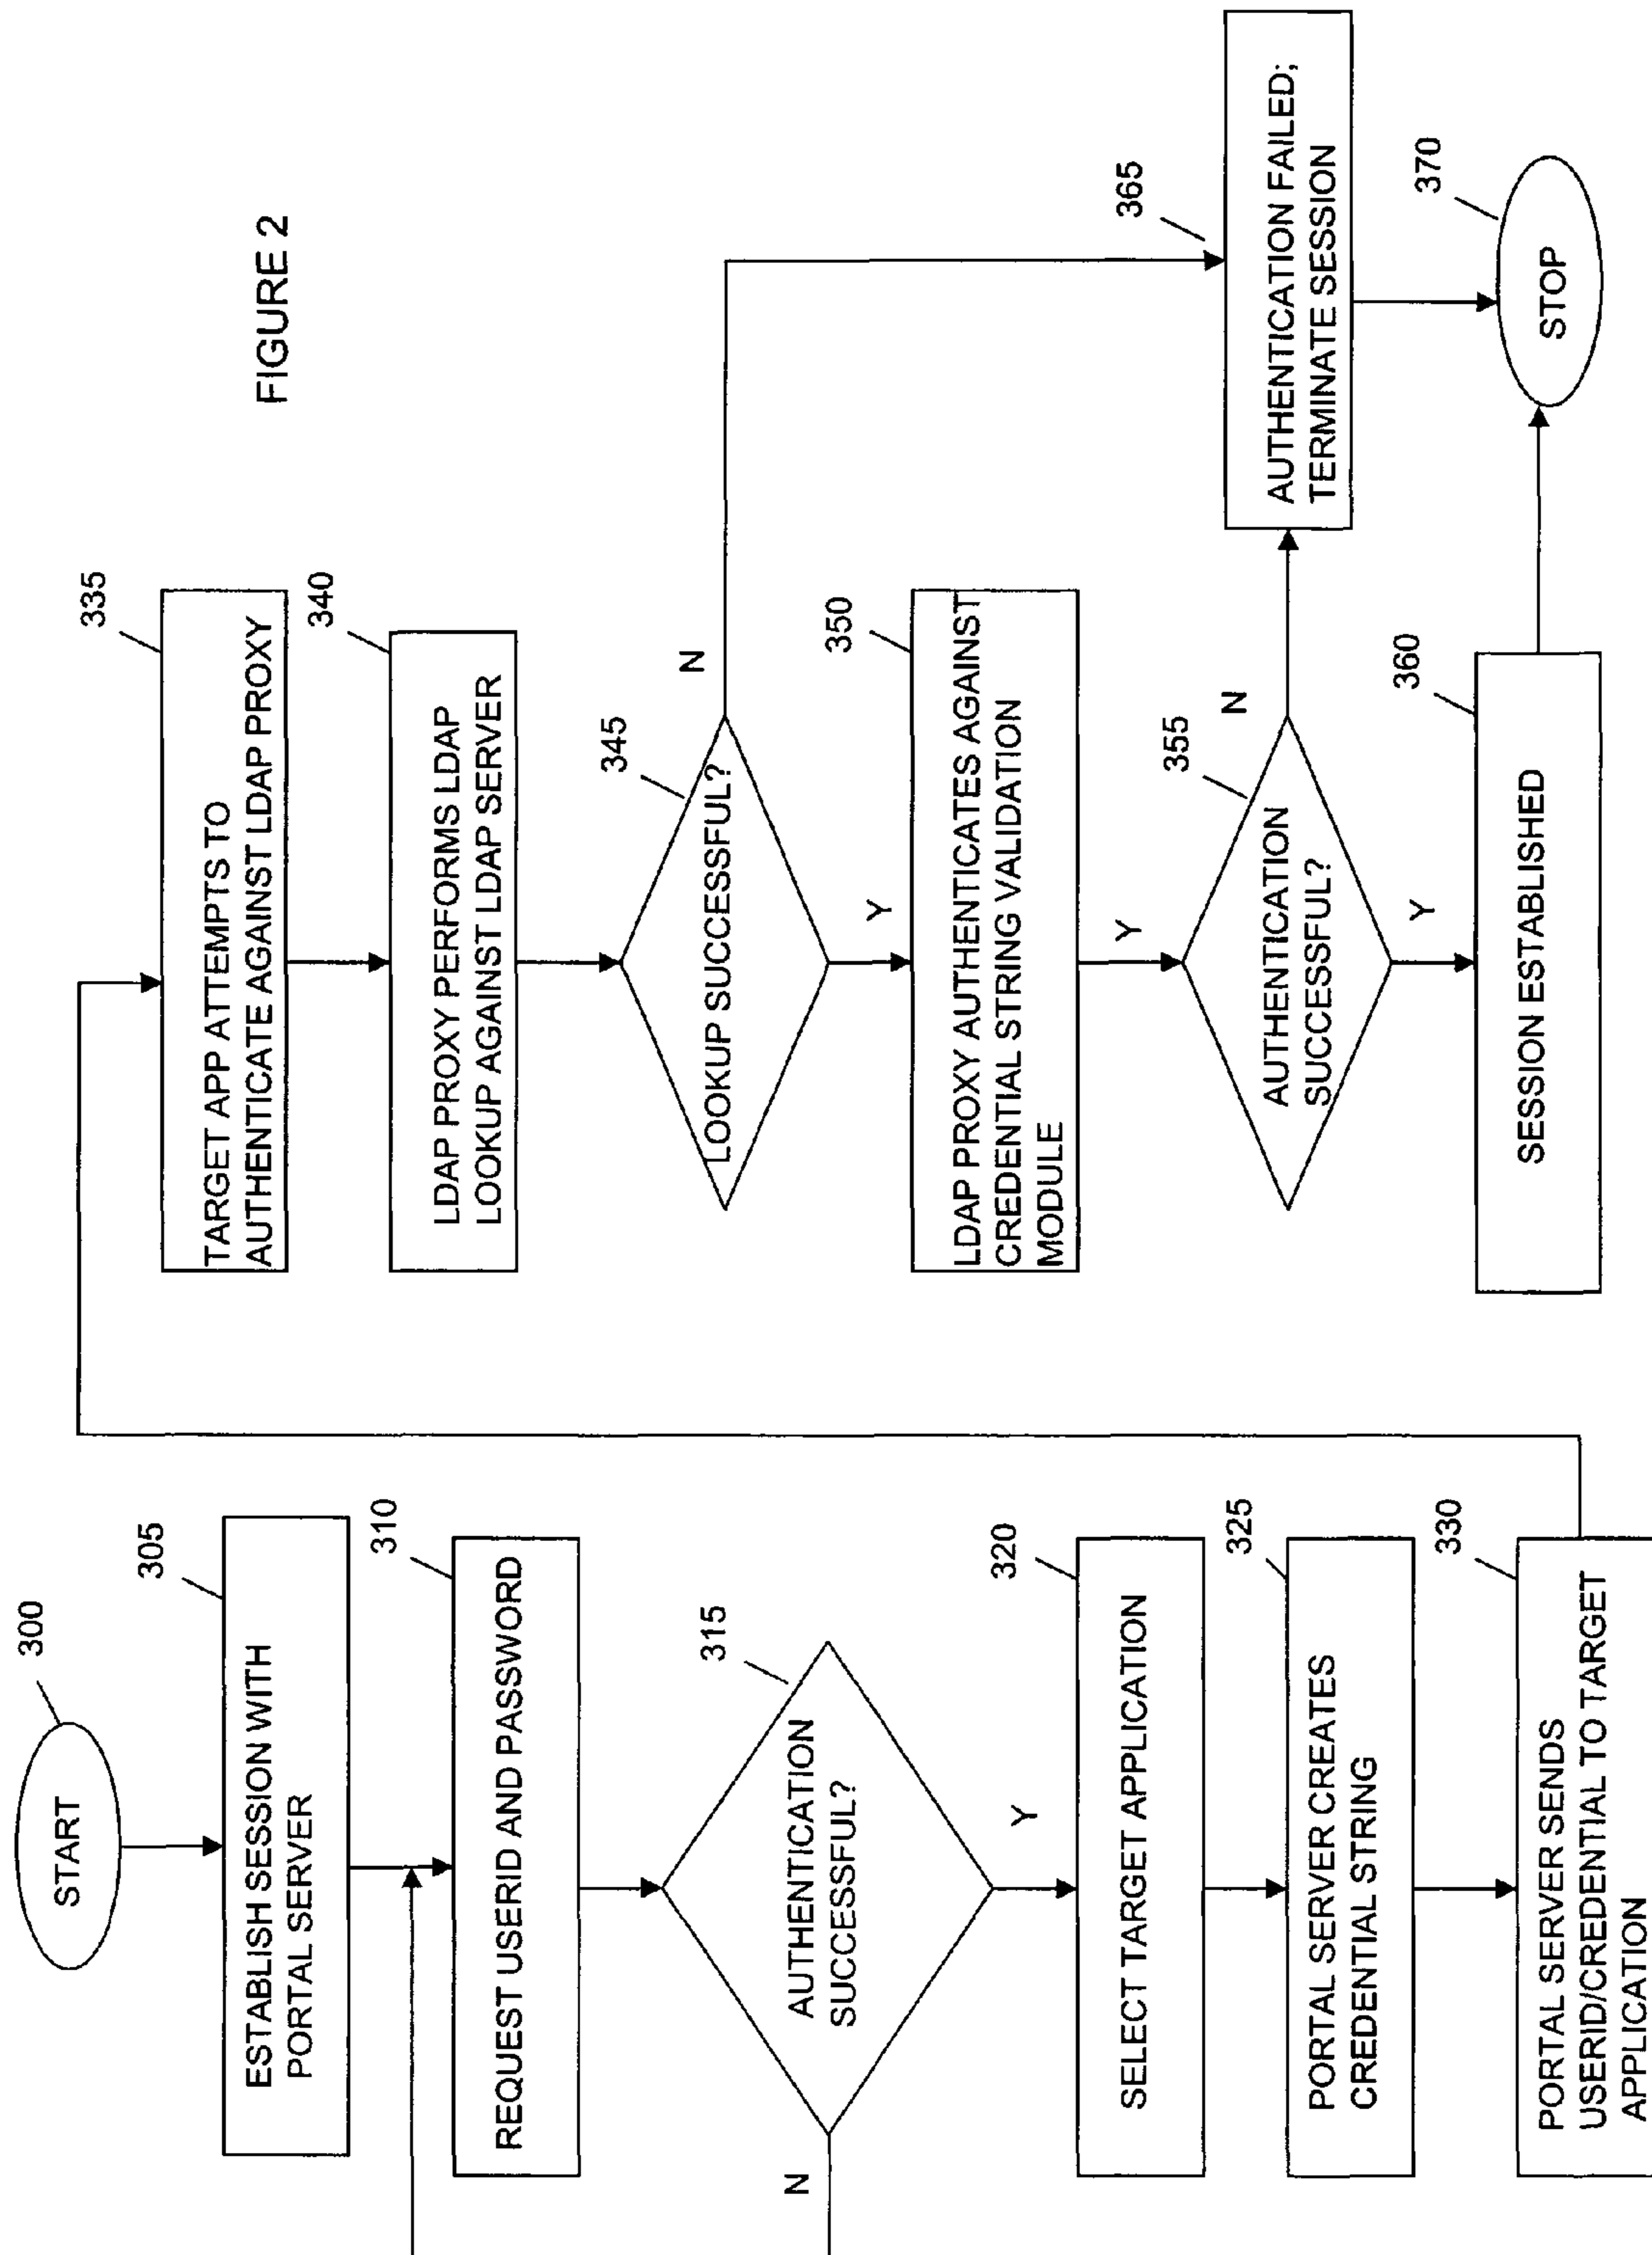 FIGURE 2
300
START
305
ESTABLISH SESSION WITH
PORTAL SERVER
310
REQUEST USERID AND PASSWORD
315
AUTHENTICATION
SUCCESSFUL?
N
Y
320
SELECT TARGET APPLICATION
325
PORTAL SERVER CREATES
CREDENTIAL STRING
330
PORTAL SERVER SENDS
USERID/CREDENTIAL TO TARGET
APPLICATION
335
TARGET APP ATTEMPTS TO
AUTHENTICATE AGAINST LDAP PROXY
340
LDAP PROXY PERFORMS LDAP
LOOKUP AGAINST LDAP SERVER
345
LOOKUP SUCCESSFUL?
N
Y
350
LDAP PROXY AUTHENTICATES AGAINST
CREDENTIAL STRING VALIDATION
MODULE
Y
355
AUTHENTICATION
SUCCESSFUL?
N
Y
360
SESSION ESTABLISHED
365
AUTHENTICATION FAILED;
TERMINATE SESSION
370
STOP